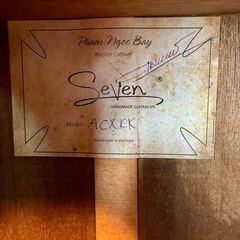 Pham Ngoc Bay
Master Luthier
Seven ®
HANDMADE GUITARS VN
Model: ACXKK
Handmade in Vietnam